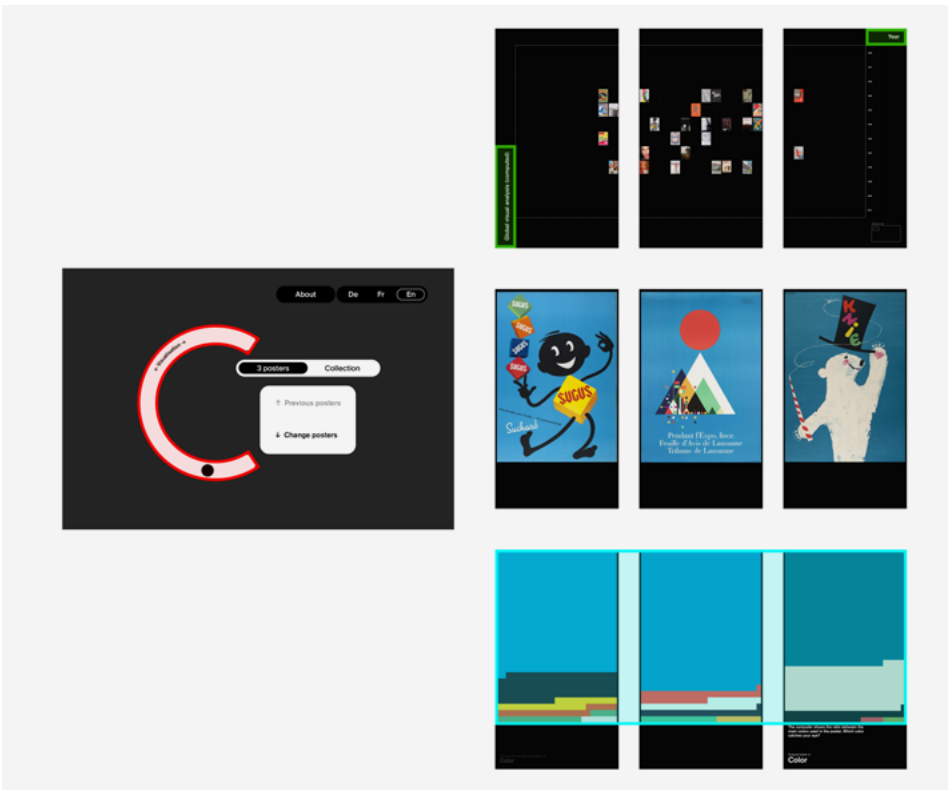 Year
Global visual analysis (computed)
About
De
Fr
En
Visualisation
3 posters
Collection
↑ Previous posters
↓ Change posters
SUGUS
SUGUS
SUGUS
SUGUS
SUGUS
Suchard
Pendant l'Expo, lisez:
Feuille d'Avis de Lausanne
Tribune de Lausanne
Knie
The computer shows the ratio between the
main colors used in the poster. Which color
catches your eye?
Color
Color